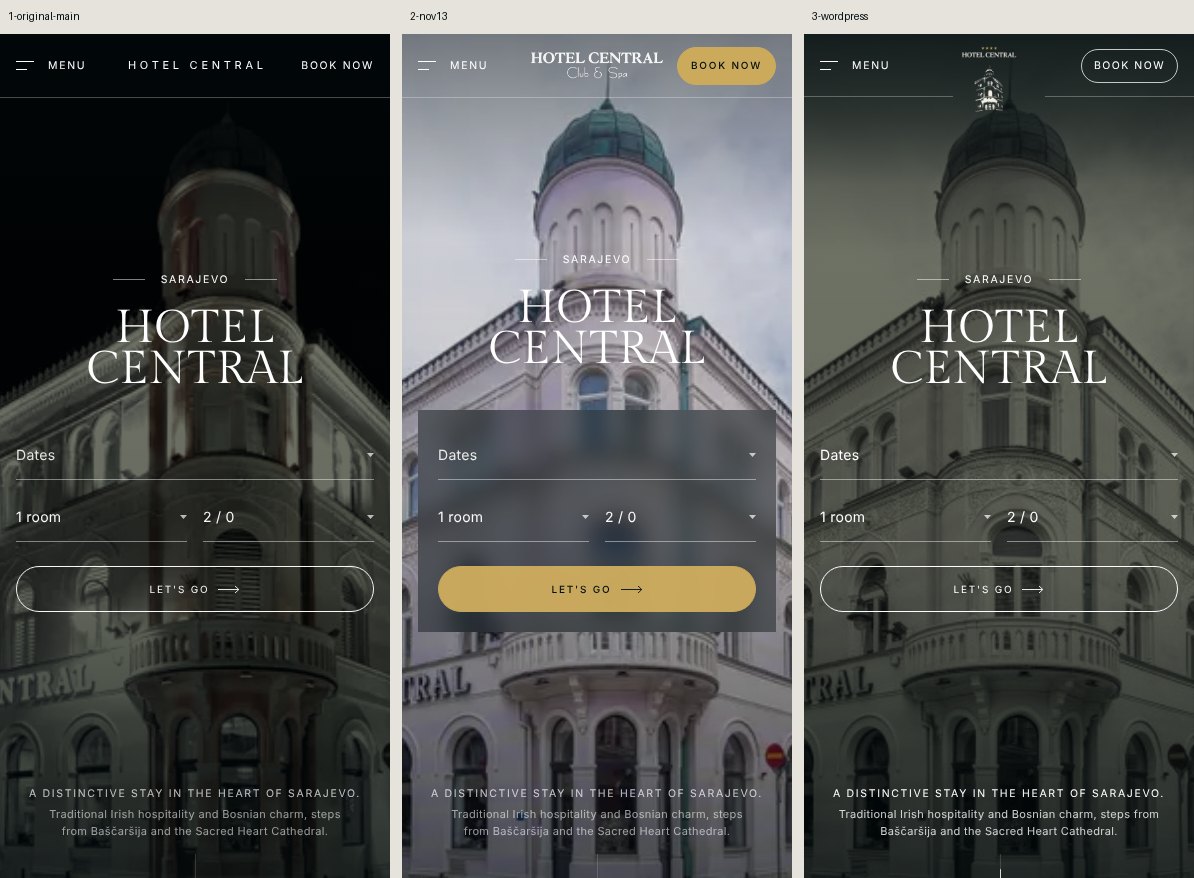 1-original-main
MENU
HOTEL CENTRAL
BOOK NOW
SARAJEVO
HOTEL
CENTRAL
Dates
1 room
2 / 0
LET'S GO
NTRAL
A DISTINCTIVE STAY IN THE HEART OF SARAJEVO.
Traditional Irish hospitality and Bosnian charm, steps
from Baščaršija and the Sacred Heart Cathedral.
2-nov13
MENU
HOTEL CENTRAL
Club & Spa
BOOK NOW
SARAJEVO
HOTEL
CENTRAL
Dates
1 room
2 / 0
LET'S GO
TRAL
A DISTINCTIVE STAY IN THE HEART OF SARAJEVO.
Traditional Irish hospitality and Bosnian charm, steps
from Baščaršija and the Sacred Heart Cathedral.
3-wordpress
MENU
HOTEL CENTRAL
BOOK NOW
SARAJEVO
HOTEL
CENTRAL
Dates
1 room
2 / 0
LET'S GO
TRAL
A DISTINCTIVE STAY IN THE HEART OF SARAJEVO.
Traditional Irish hospitality and Bosnian charm, steps from
Baščaršija and the Sacred Heart Cathedral.